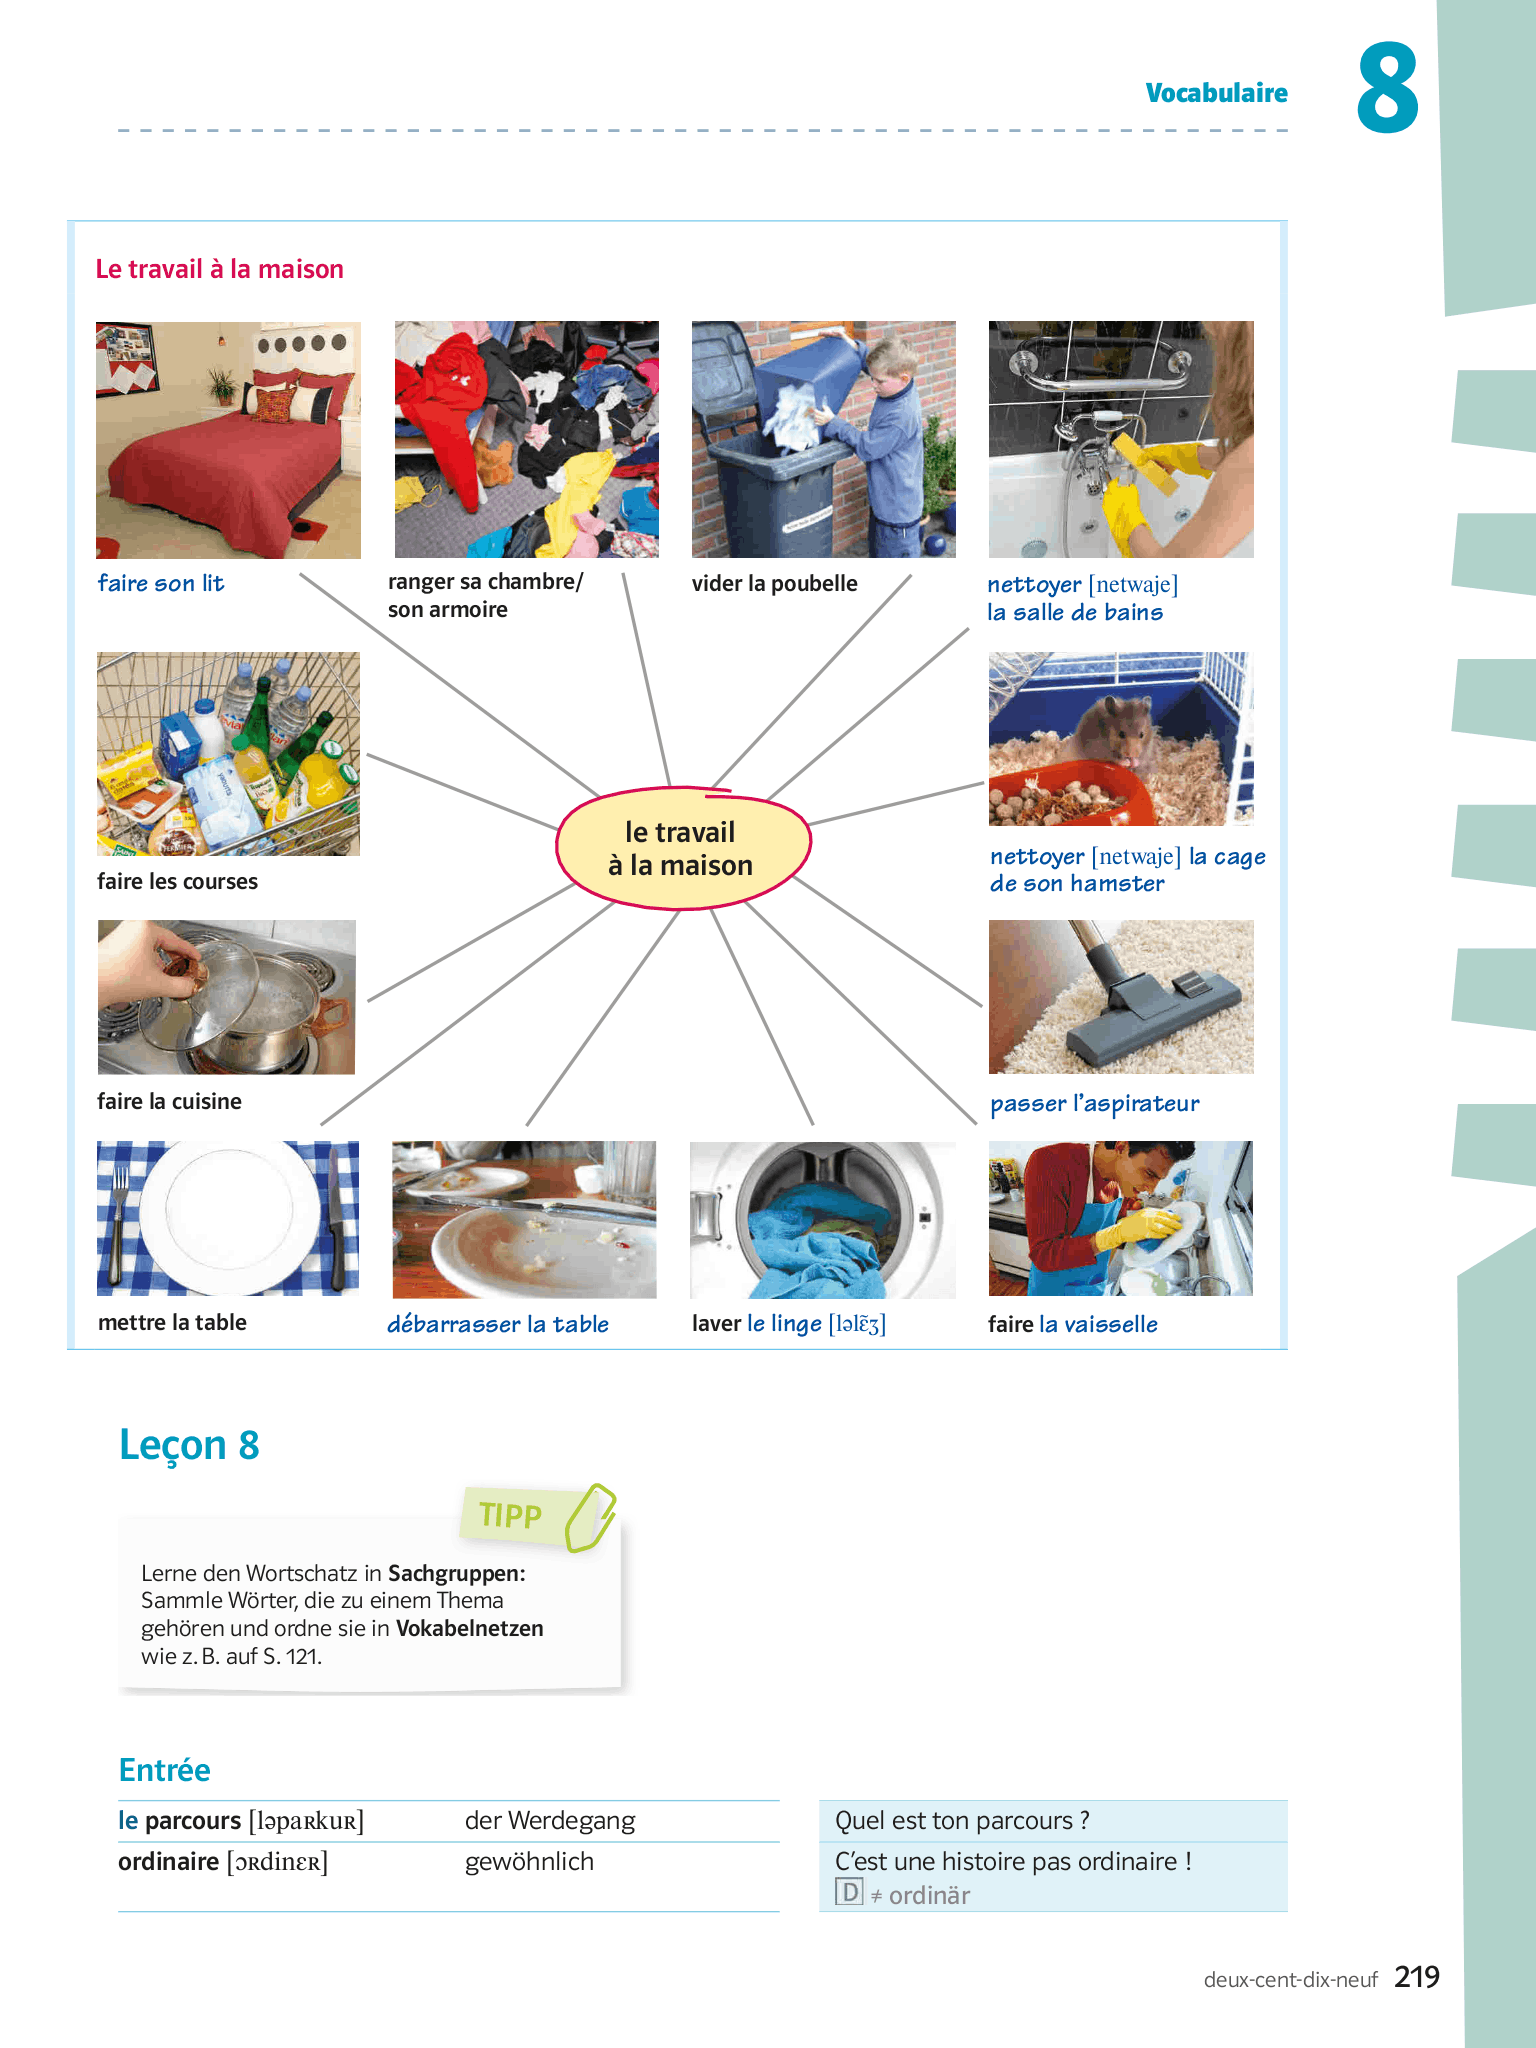 Vocabulaire
8
Le travail à la maison
faire son lit
ranger sa chambre/
son armoire
vider la poubelle
nettoyer [netwaje]
la salle de bains
faire les courses
le travail
à la maison
nettoyer [netwaje] la cage
de son hamster
faire la cuisine
passer l'aspirateur
mettre la table
débarrasser la table
laver le linge [ləlɛ̃ʒ]
faire la vaisselle
Leçon 8
TIPP
Lerne den Wortschatz in Sachgruppen:
Sammle Wörter, die zu einem Thema
gehören und ordne sie in Vokabelnetzen
wie z. B. auf S. 121.
Entrée
le parcours [ləpaʀkuʀ] der Werdegang Quel est ton parcours ?
ordinaire [ɔʀdinɛʀ] gewöhnlich C'est une histoire pas ordinaire !
D ≠ ordinär
deux-cent-dix-neuf 219